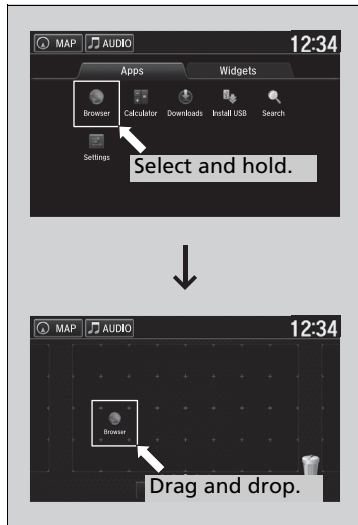 MAP AUDIO 12:34
Apps Widgets
Browser Calculator Downloads Install USB Search
Settings
Select and hold.
MAP AUDIO 12:34
Browser
Drag and drop.